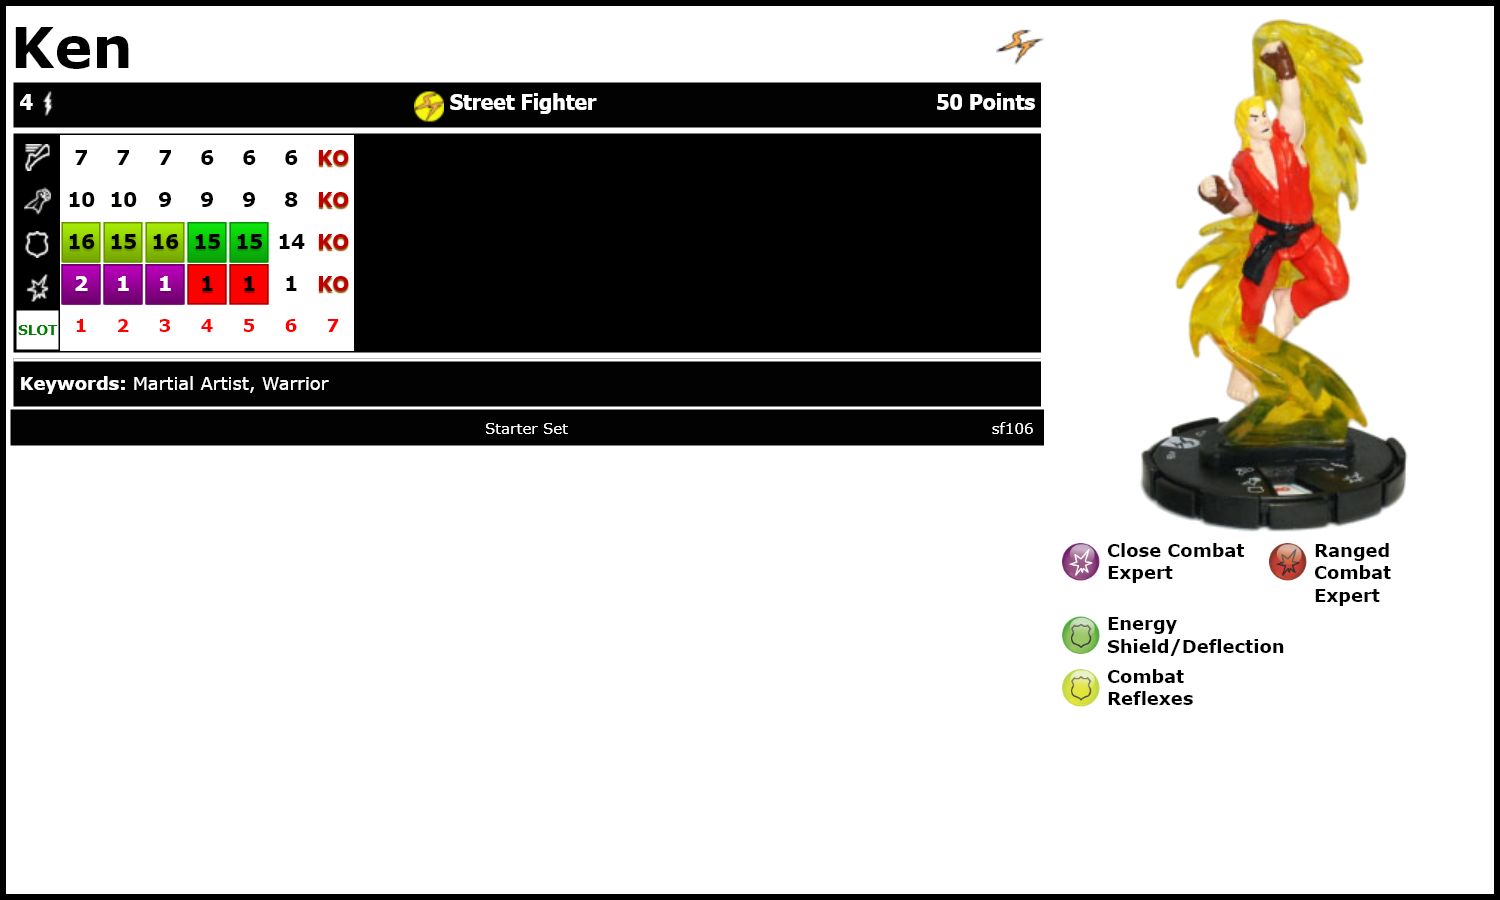 Ken
4 Street Fighter 50 Points
7 7 7 6 6 6 KO
10 10 9 9 9 8 KO
16 15 16 15 15 14 KO
2 1 1 1 1 1 KO
SLOT 1 2 3 4 5 6 7
Keywords: Martial Artist, Warrior
Starter Set sf106
Close Combat
Expert
Ranged
Combat
Expert
Energy
Shield/Deflection
Combat
Reflexes